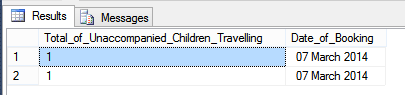 Results Messages
Total_of_Unaccompanied_Children_Travelling Date_of_Booking
1 1 07 March 2014
2 1 07 March 2014